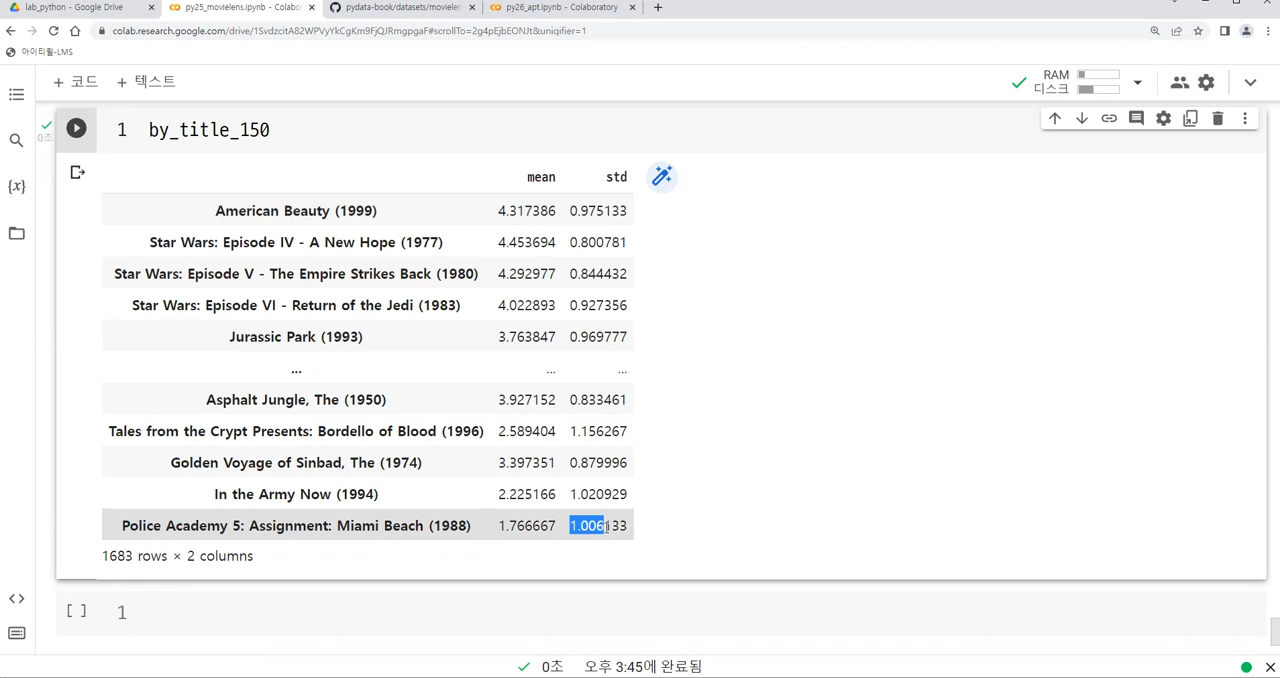 lab_python - Google Drive
py25_movielens.ipynb - Colabo
pydata-book/datasets/movielen
py26_apt.ipynb - Colaboratory
colab.research.google.com/drive/1SvdzcitA82WPVyYkCgKm9FjQJRmgpgaF#scrollTo=2g4pEjbEONJt&uniqifier=1
아이티윌-LMS
+ 코드 + 텍스트
RAM
디스크
0초
1 by_title_150
mean std
American Beauty (1999) 4.317386 0.975133
Star Wars: Episode IV - A New Hope (1977) 4.453694 0.800781
Star Wars: Episode V - The Empire Strikes Back (1980) 4.292977 0.844432
Star Wars: Episode VI - Return of the Jedi (1983) 4.022893 0.927356
Jurassic Park (1993) 3.763847 0.969777
... ... ...
Asphalt Jungle, The (1950) 3.927152 0.833461
Tales from the Crypt Presents: Bordello of Blood (1996) 2.589404 1.156267
Golden Voyage of Sinbad, The (1974) 3.397351 0.879996
In the Army Now (1994) 2.225166 1.020929
Police Academy 5: Assignment: Miami Beach (1988) 1.766667 1.006133
1683 rows × 2 columns
[ ] 1
0초 오후 3:45에 완료됨